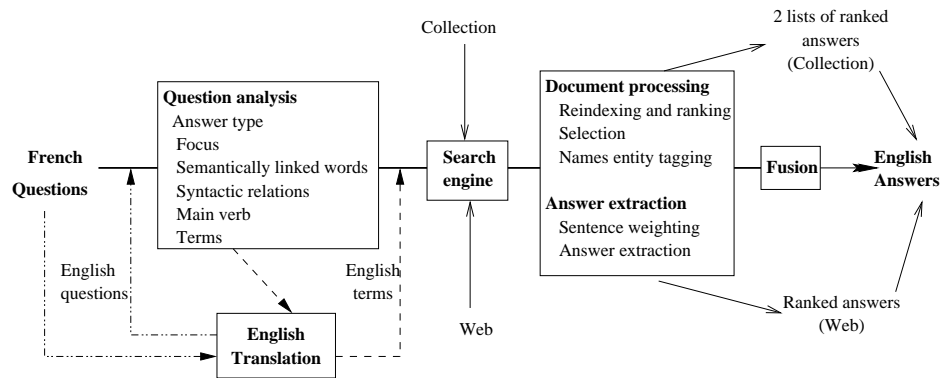 Collection
2 lists of ranked
answers
(Collection)
French
Questions
Question analysis
Answer type
Focus
Semantically linked words
Syntactic relations
Main verb
Terms
Search
engine
Document processing
Reindexing and ranking
Selection
Names entity tagging
Answer extraction
Sentence weighting
Answer extraction
Fusion
English
Answers
English
questions
English
terms
English
Translation
Web
Ranked answers
(Web)